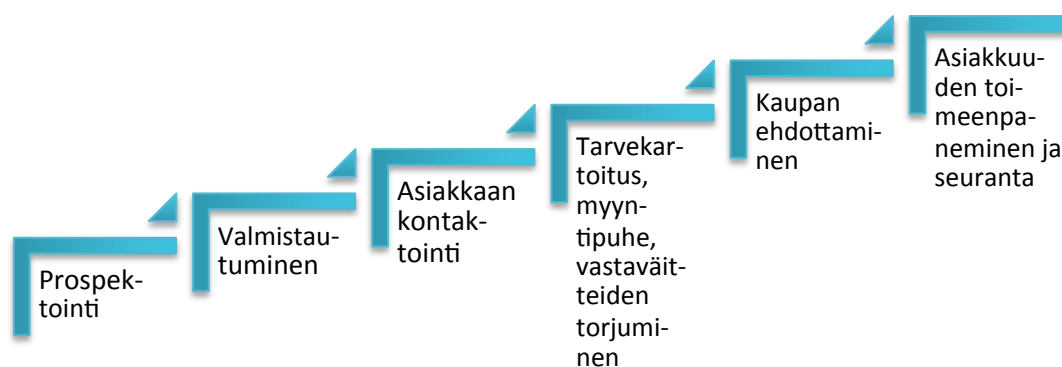 Prospek-
tointi
Valmistau-
tuminen
Asiakkaan
kontak-
tointi
Tarvekar-
toitus,
myyn-
tipuhe,
vastaväit-
teiden
torjumi-
nen
Kaupan
ehdottami-
nen
Asiakkuu-
den toi-
meenpa-
neminen ja
seuranta